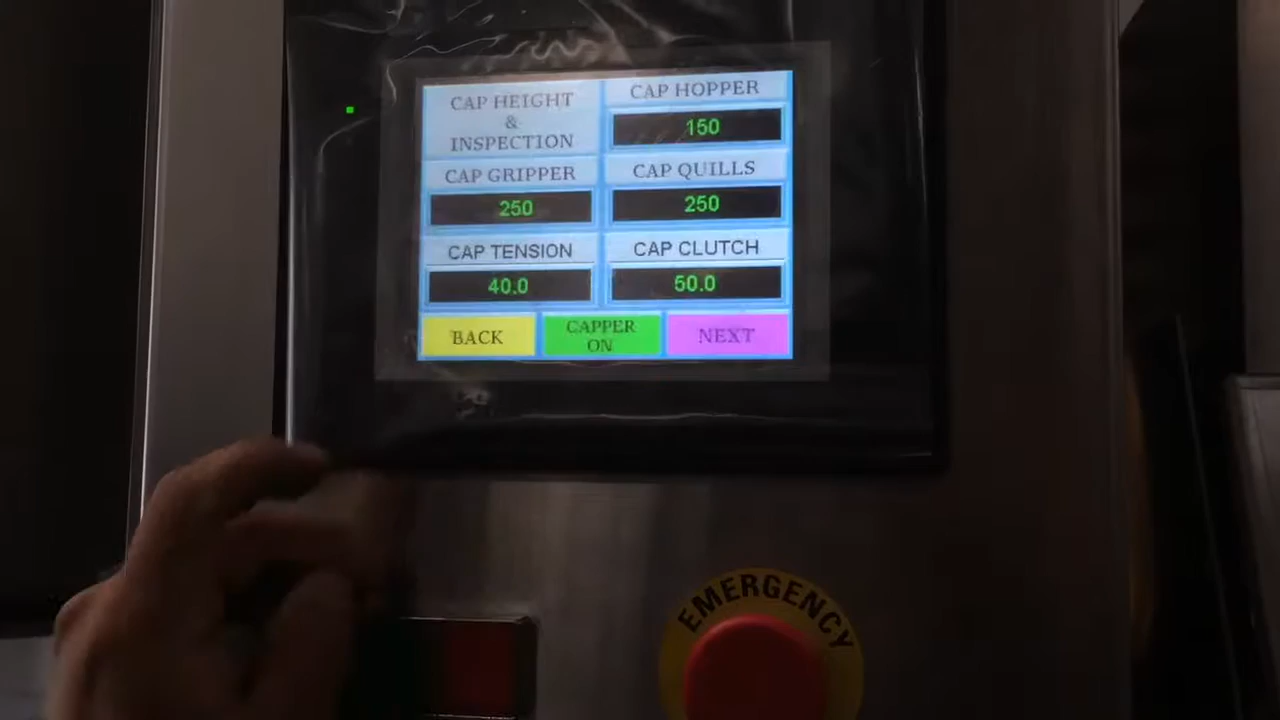 CAP HEIGHT
&
INSPECTION
CAP HOPPER
150
CAP GRIPPER
250
CAP QUILLS
250
CAP TENSION
40.0
CAP CLUTCH
50.0
BACK
CAPPER
ON
NEXT
EMERGENCY